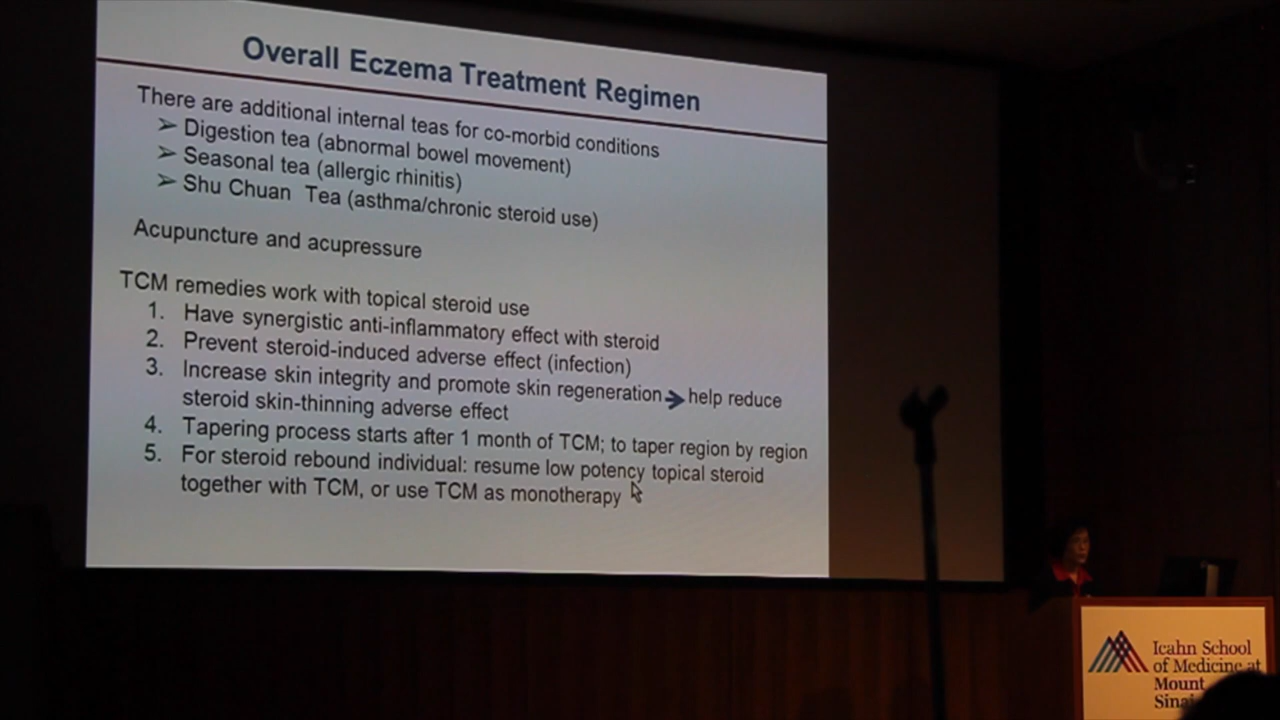 Overall Eczema Treatment Regimen
There are additional internal teas for co-morbid conditions
➢ Digestion tea (abnormal bowel movement)
➢ Seasonal tea (allergic rhinitis)
➢ Shu Chuan Tea (asthma/chronic steroid use)
Acupuncture and acupressure
TCM remedies work with topical steroid use
1. Have synergistic anti-inflammatory effect with steroid
2. Prevent steroid-induced adverse effect (infection)
3. Increase skin integrity and promote skin regeneration → help reduce
steroid skin-thinning adverse effect
4. Tapering process starts after 1 month of TCM; to taper region by region
5. For steroid rebound individual: resume low potency topical steroid
together with TCM, or use TCM as monotherapy
Icahn School
of Medicine at
Mount
Sinai